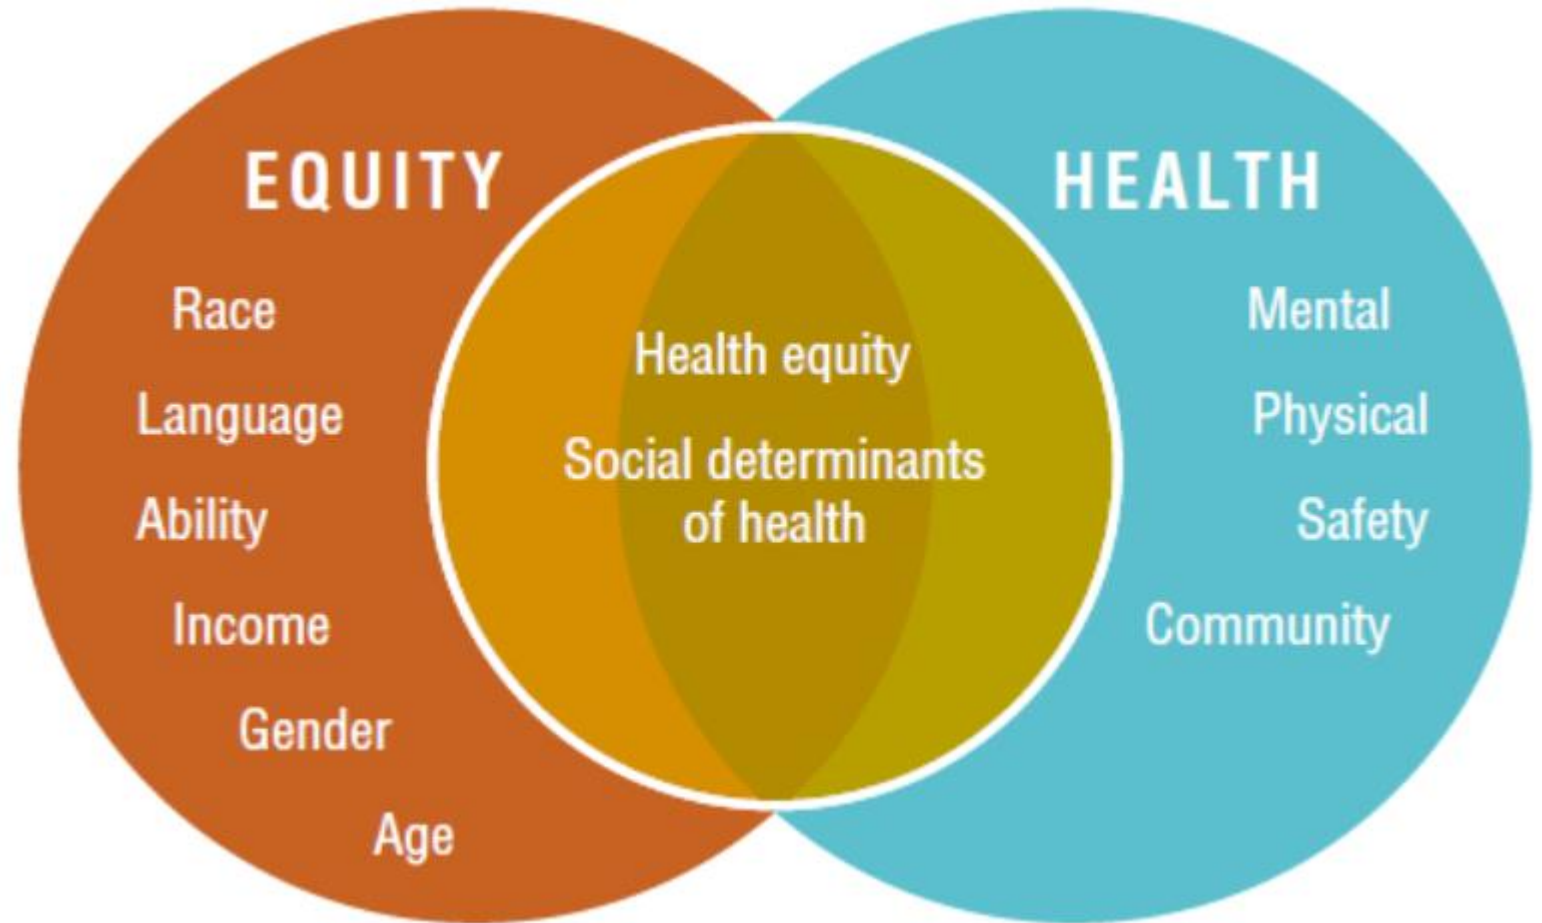 EQUITY
Race
Language
Ability
Income
Gender
Age
Health equity
Social determinants
of health
HEALTH
Mental
Physical
Safety
Community